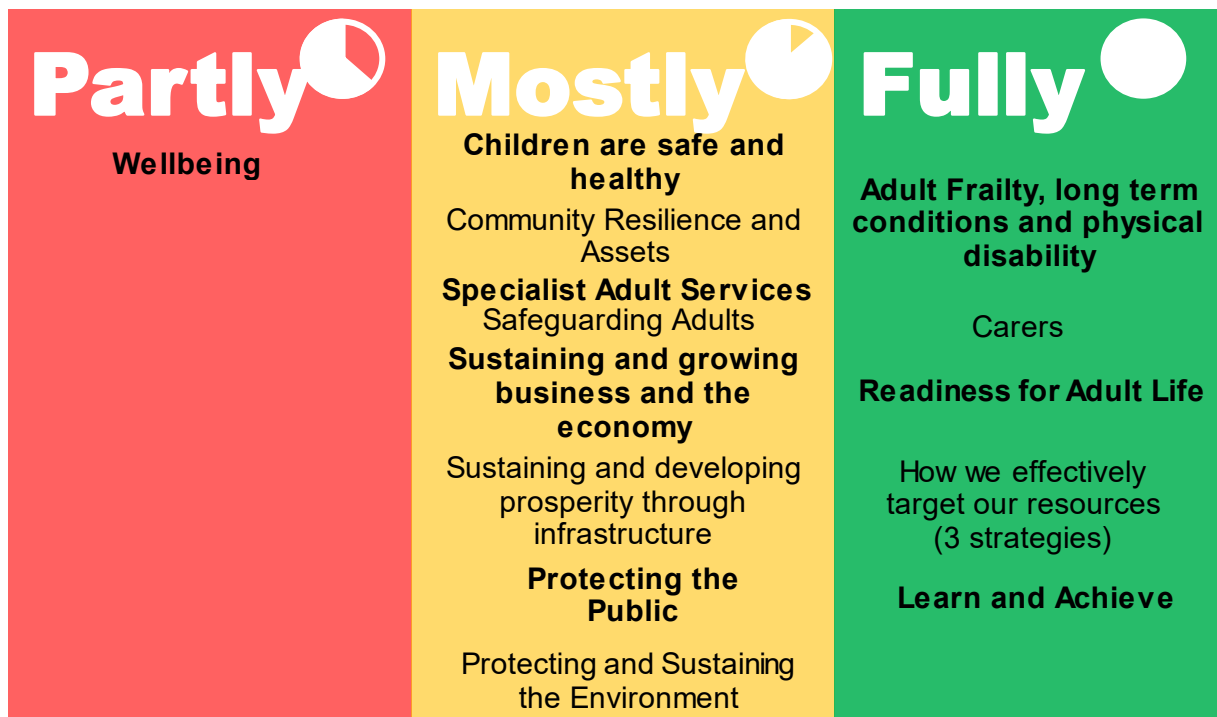 Partly
Wellbeing
Mostly
Children are safe and
healthy
Community Resilience and
Assets
Specialist Adult Services
Safeguarding Adults
Sustaining and growing
business and the
economy
Sustaining and developing
prosperity through
infrastructure
Protecting the
Public
Protecting and Sustaining
the Environment
Fully
Adult Frailty, long term
conditions and physical
disability
Carers
Readiness for Adult Life
How we effectively
target our resources
(3 strategies)
Learn and Achieve